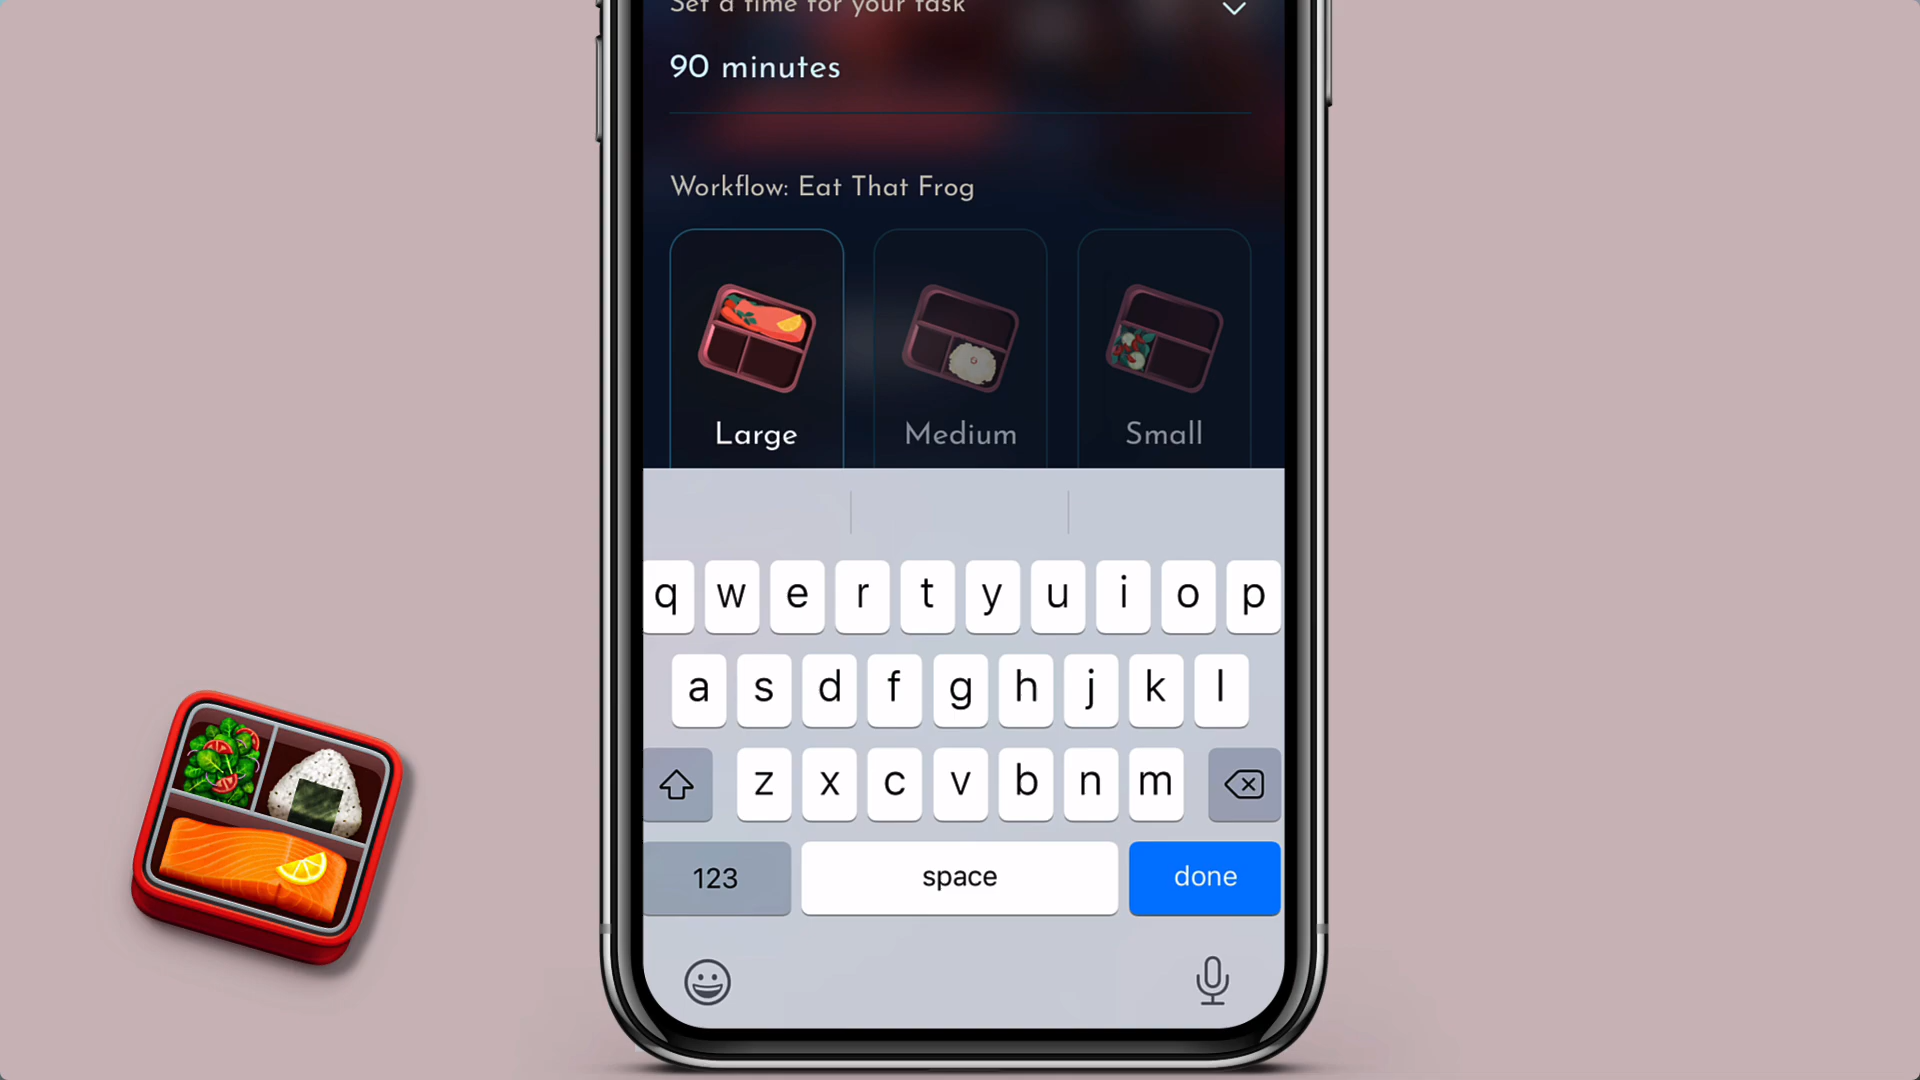 Set a time for your task
90 minutes
Workflow: Eat That Frog
Large Medium Small
q w e r t y u i o p
a s d f g h j k l
z x c v b n m
123 space done